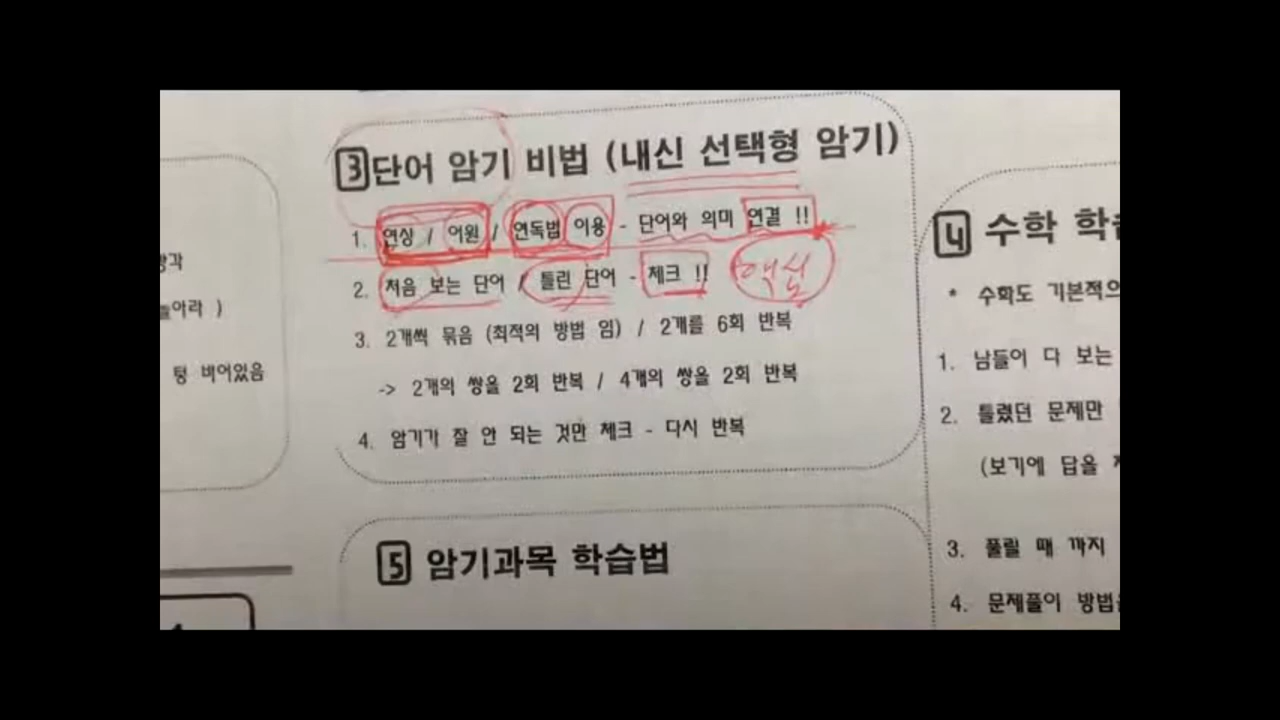 3 단어 암기 비법 (내신 선택형 암기)
1. 연상 / 어원 / 연독법 이용 - 단어와 의미 연결 !!
2. 처음 보는 단어 / 틀린 단어 - 체크 !! 핵심
3. 2개씩 묶음 (최적의 방법 임) / 2개를 6회 반복
-> 2개의 쌍을 2회 반복 / 4개의 쌍을 2회 반복
4. 암기가 잘 안 되는 것만 체크 - 다시 반복
5 암기과목 학습법
아라 )
텅 비어있음
4 수학
* 수학도 기본적으
1. 남들이 다 보는
2. 틀렸던 문제만
(보기에 답을
3. 풀릴 때 까지
4. 문제풀이 방법